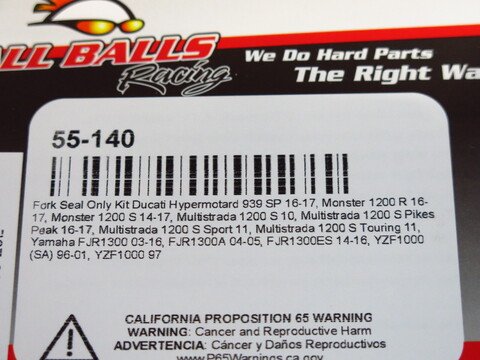 ALL BALLS
Racing
We Do Hard Parts
The Right Wa
55-140
Fork Seal Only Kit Ducati Hypermotard 939 SP 16-17, Monster 1200 R 16-
17, Monster 1200 S 14-17, Multistrada 1200 S 10, Multistrada 1200 S Pikes
Peak 16-17, Multistrada 1200 S Sport 11, Multistrada 1200 S Touring 11,
Yamaha FJR1300 03-16, FJR1300A 04-05, FJR1300ES 14-16, YZF1000
(SA) 96-01, YZF1000 97
CALIFORNIA PROPOSITION 65 WARNING
WARNING: Cancer and Reproductive Harm
ADVERTENCIA: Cáncer y Daños Reproductivos
www.P65Warnings.ca.gov